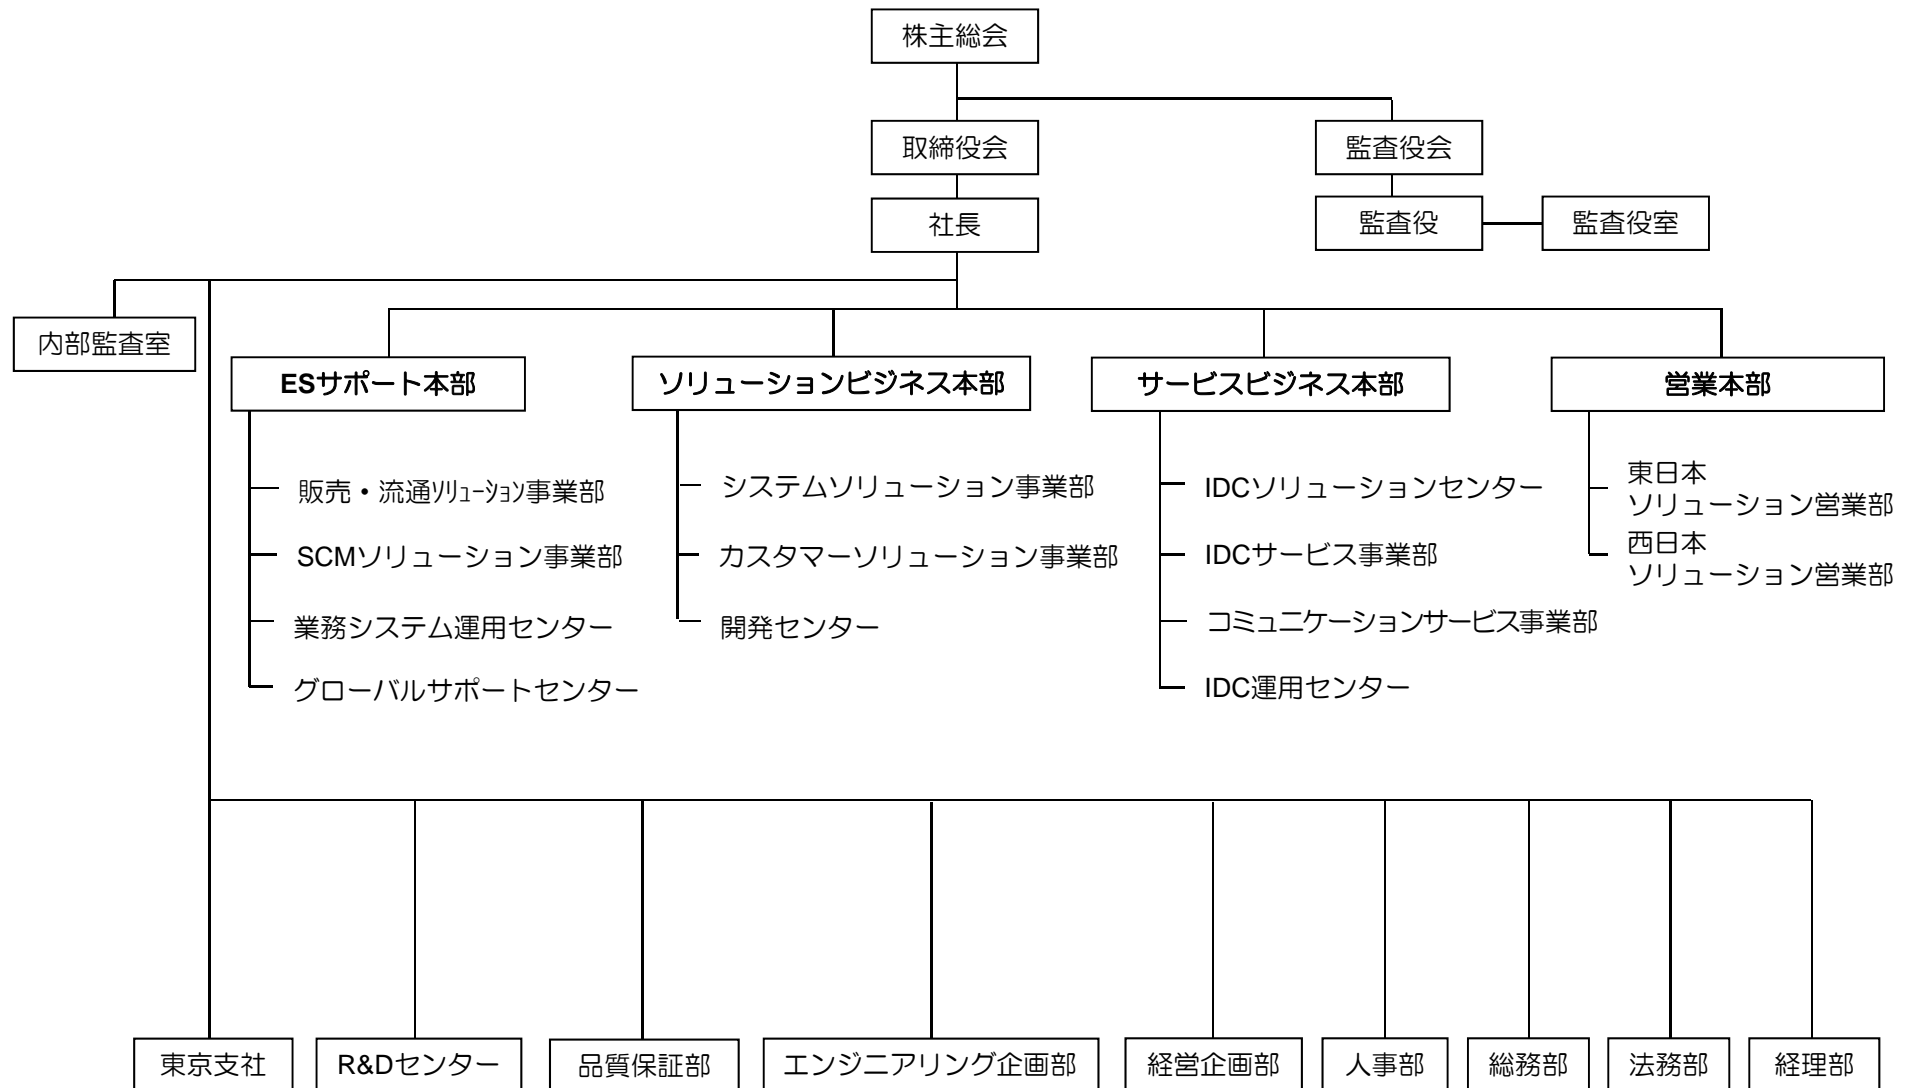 株主総会
取締役会
監査役会
社長
監査役
監査役室
内部監査室
ESサポート本部
ソリューションビジネス本部
サービスビジネス本部
営業本部
販売・流通ｿﾘｭｰｼｮﾝ事業部
SCMソリューション事業部
業務システム運用センター
グローバルサポートセンター
システムソリューション事業部
カスタマーソリューション事業部
開発センター
IDCソリューションセンター
IDCサービス事業部
コミュニケーションサービス事業部
IDC運用センター
東日本
ソリューション営業部
西日本
ソリューション営業部
東京支社
R&Dセンター
品質保証部
エンジニアリング企画部
経営企画部
人事部
総務部
法務部
経理部